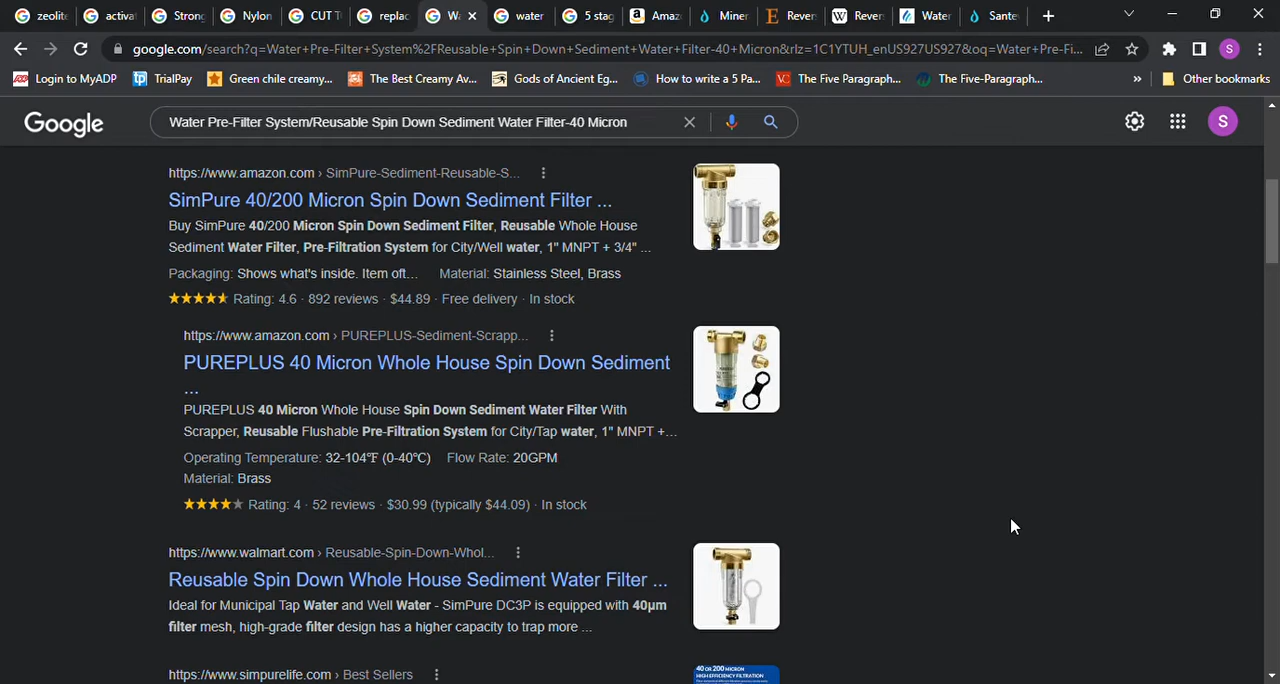 zeolite
activa
Strong
Nylon
CUT T
replac
Wa
water
5 stag
Amaz
Miner
Rever
Rever
Water
Sante
google.com/search?q=Water+Pre-Filter+System%2FReusable+Spin+Down+Sediment+Water+Filter-40+Micron&rlz=1C1YTUH_enUS927US927&oq=Water+Pre-Fi...
S
Login to MyADP
TrialPay
Green chile creamy...
The Best Creamy Av...
Gods of Ancient Eg...
How to write a 5 Pa...
The Five Paragraph...
The Five-Paragraph...
»
Other bookmarks
Google
Water Pre-Filter System/Reusable Spin Down Sediment Water Filter-40 Micron
S
https://www.amazon.com › SimPure-Sediment-Reusable-S...
SimPure 40/200 Micron Spin Down Sediment Filter ...
Buy SimPure 40/200 Micron Spin Down Sediment Filter, Reusable Whole House
Sediment Water Filter, Pre-Filtration System for City/Well water, 1" MNPT + 3/4" ...
Packaging: Shows what's inside. Item oft... Material: Stainless Steel, Brass
Rating: 4.6 · 892 reviews · $44.89 · Free delivery · In stock
https://www.amazon.com › PUREPLUS-Sediment-Scrapp...
PUREPLUS 40 Micron Whole House Spin Down Sediment
...
PUREPLUS 40 Micron Whole House Spin Down Sediment Water Filter With
Scrapper, Reusable Flushable Pre-Filtration System for City/Tap water, 1" MNPT +...
Operating Temperature: 32-104℉ (0-40℃) Flow Rate: 20GPM
Material: Brass
Rating: 4 · 52 reviews · $30.99 (typically $44.09) · In stock
https://www.walmart.com › Reusable-Spin-Down-Whol...
Reusable Spin Down Whole House Sediment Water Filter ...
Ideal for Municipal Tap Water and Well Water - SimPure DC3P is equipped with 40μm
filter mesh, high-grade filter design has a higher capacity to trap more ...
https://www.simpurelife.com › Best Sellers
40 OR 200 MICRON
HIGH EFFICIENCY FILTRATION